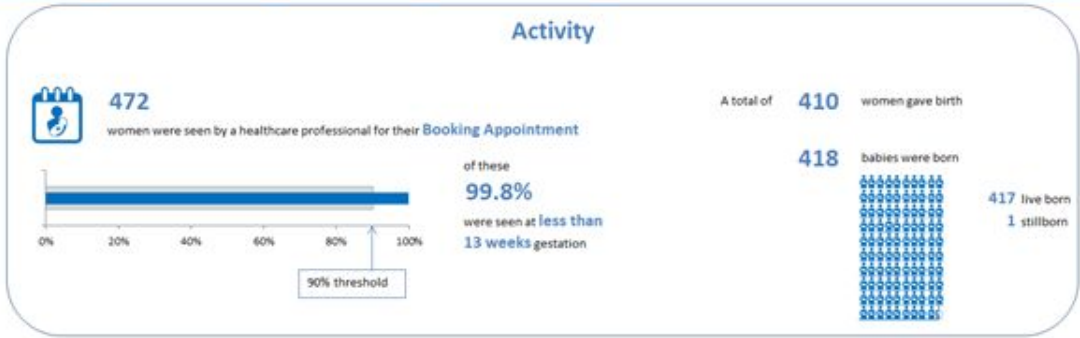 Activity
472
women were seen by a healthcare professional for their Booking Appointment
of these
99.8%
were seen at less than
13 weeks gestation
0% 20% 40% 60% 80% 100%
90% threshold
A total of 410 women gave birth
418 babies were born
417 live born
1 stillborn